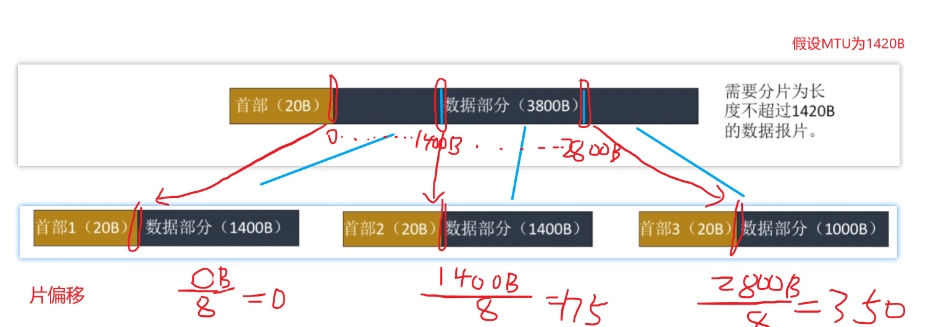 假设MTU为1420B
首部（20B） 数据部分（3800B）
需要分片为长
度不超过1420B
的数据报片。
0 ········ 1400B · · · ---- 2800B
首部1（20B） 数据部分（1400B） 首部2（20B） 数据部分（1400B） 首部3（20B） 数据部分（1000B）
片偏移
0B/8 = 0 1400B/8 = 175 2800B/8 = 350